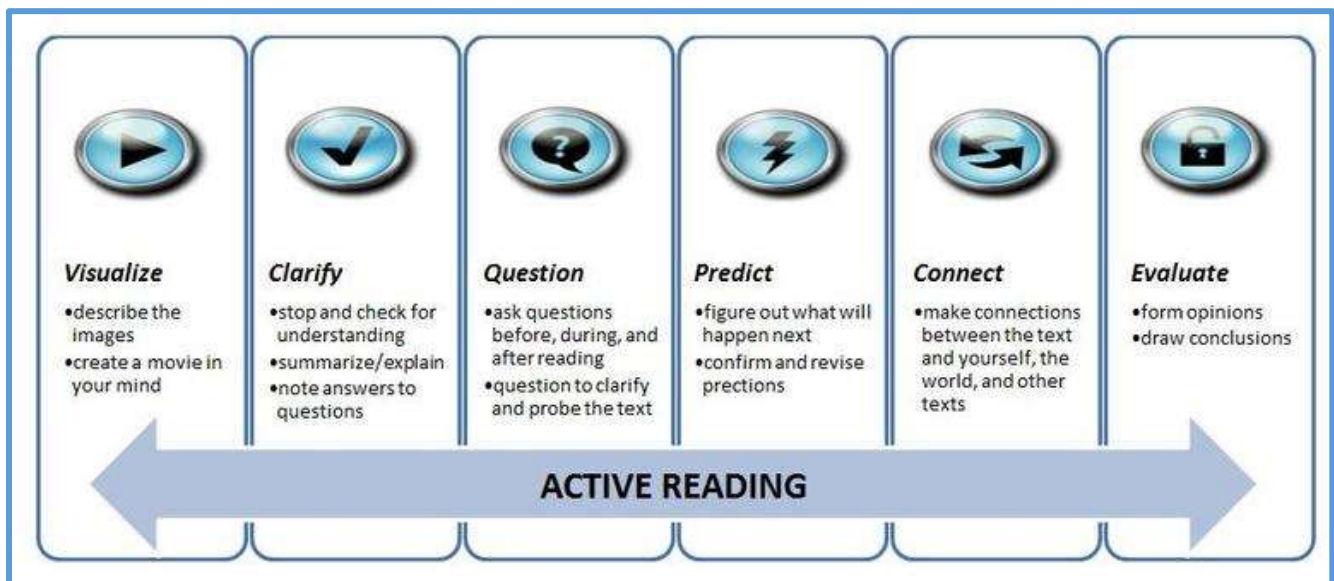 Visualize
•describe the
images
•create a movie in
your mind
Clarify
•stop and check for
understanding
•summarize/explain
•note answers to
questions
?
Question
•ask questions
before, during, and
after reading
•question to clarify
and probe the text
Predict
•figure out what will
happen next
•confirm and revise
prections
Connect
•make connections
between the text
and yourself, the
world, and other
texts
Evaluate
•form opinions
•draw conclusions
ACTIVE READING